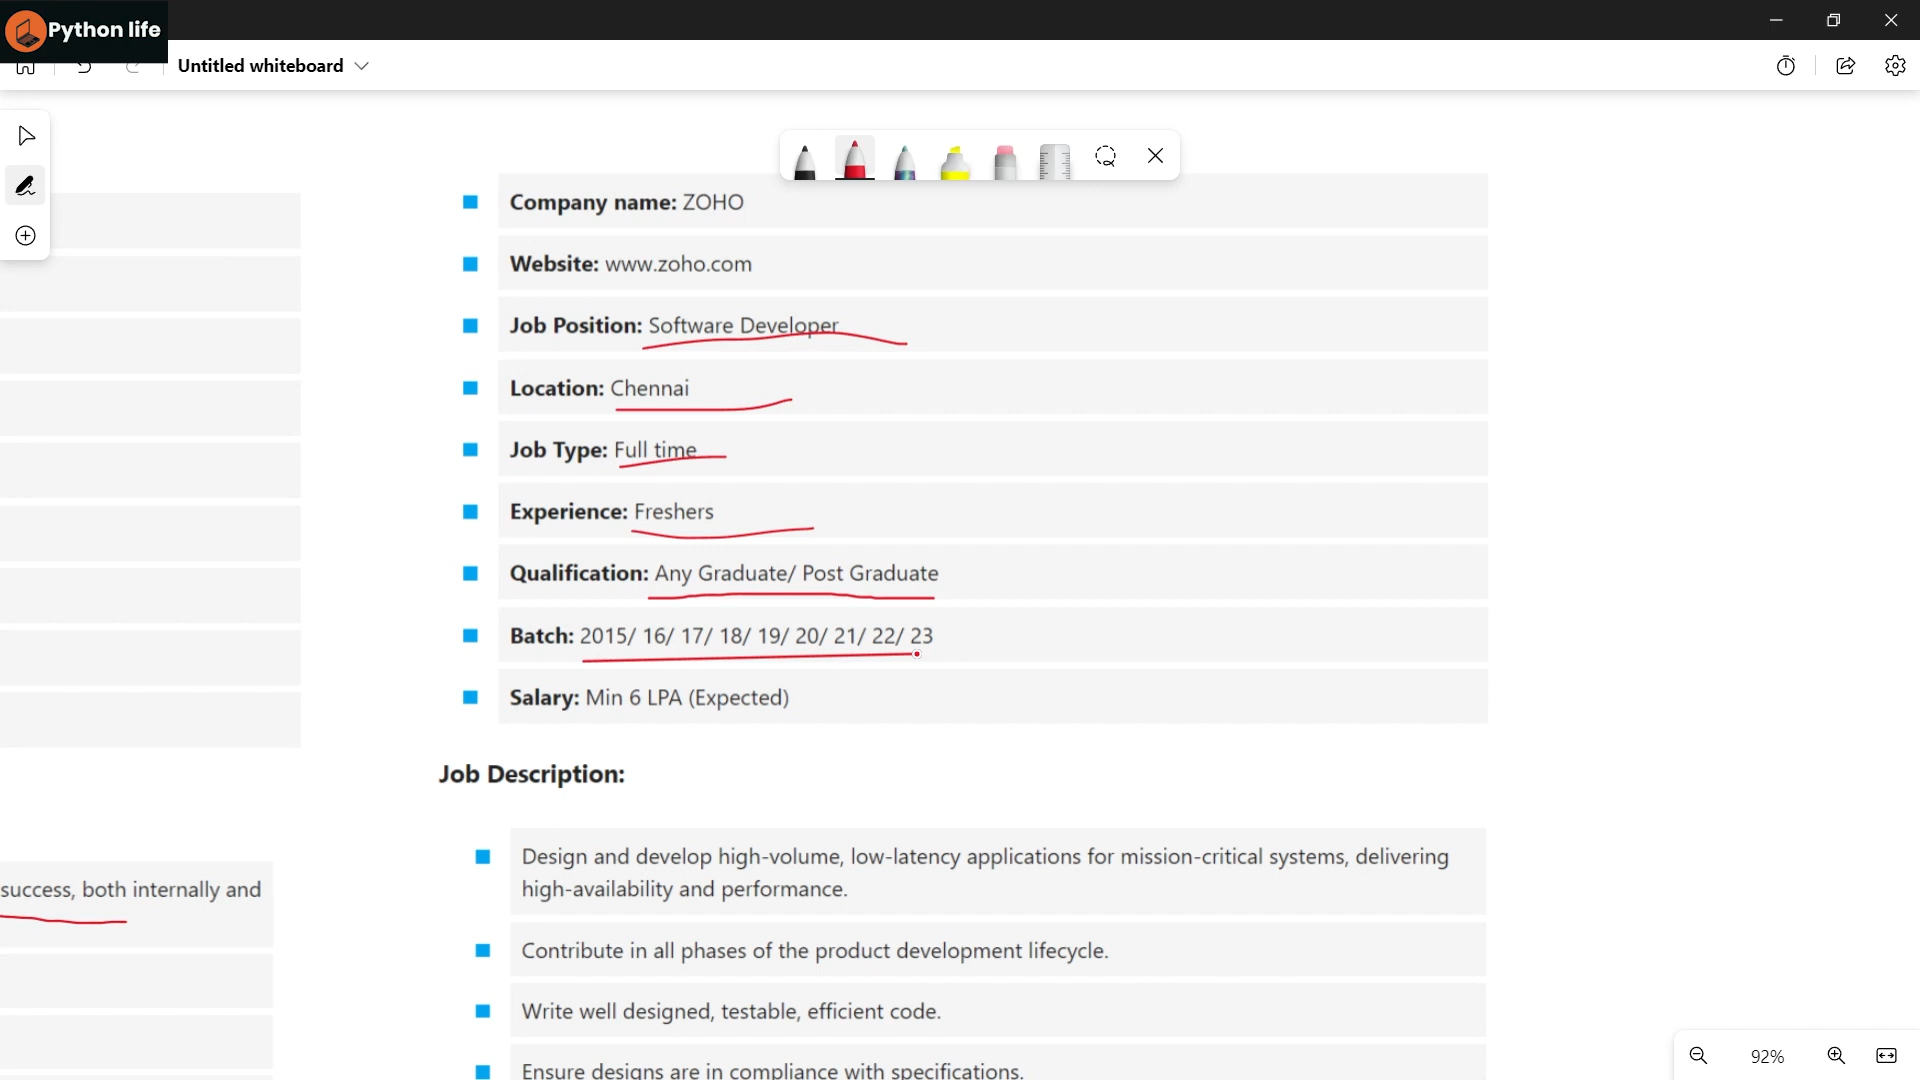 Python life
Untitled whiteboard
Company name: ZOHO
Website: www.zoho.com
Job Position: Software Developer
Location: Chennai
Job Type: Full time
Experience: Freshers
Qualification: Any Graduate/ Post Graduate
Batch: 2015/ 16/ 17/ 18/ 19/ 20/ 21/ 22/ 23
Salary: Min 6 LPA (Expected)
Job Description:
Design and develop high-volume, low-latency applications for mission-critical systems, delivering
high-availability and performance.
success, both internally and
Contribute in all phases of the product development lifecycle.
Write well designed, testable, efficient code.
Ensure designs are in compliance with specifications.
92%